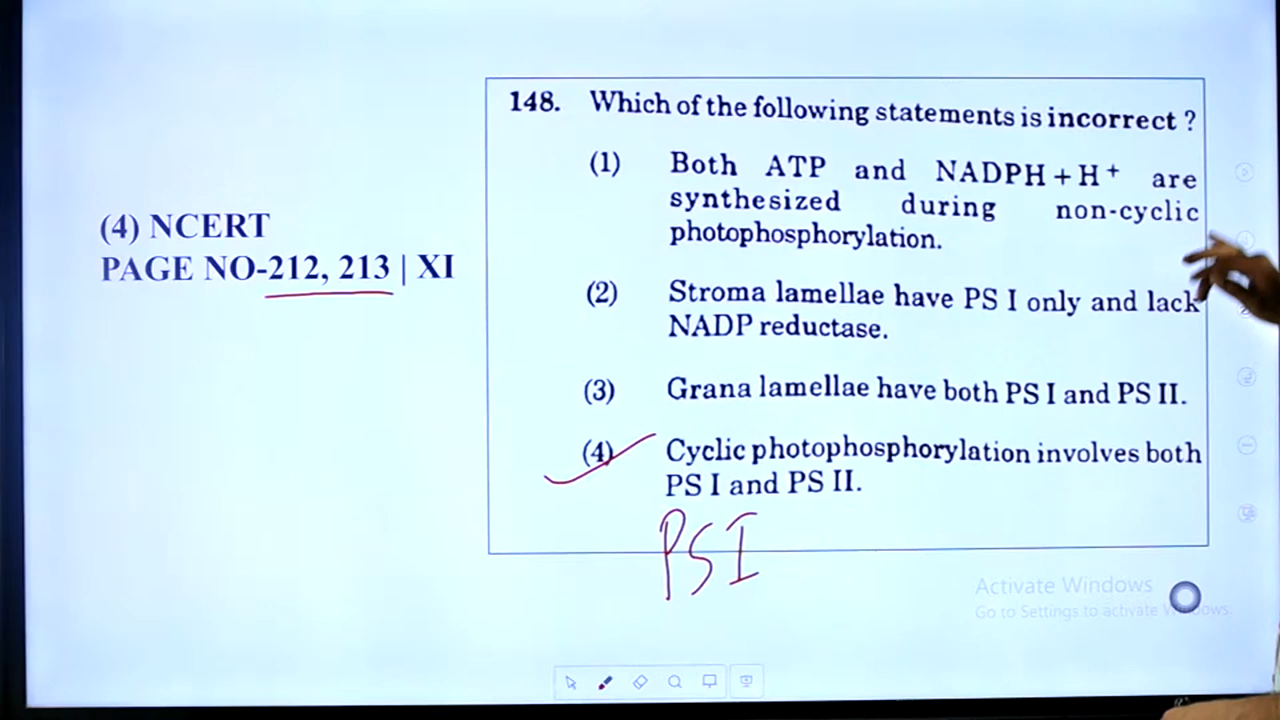 (4) NCERT
PAGE NO-212, 213 | XI
148. Which of the following statements is incorrect ?
(1) Both ATP and NADPH + H⁺ are
synthesized during non-cyclic
photophosphorylation.
(2) Stroma lamellae have PS I only and lack
NADP reductase.
(3) Grana lamellae have both PS I and PS II.
(4) Cyclic photophosphorylation involves both
PS I and PS II.
PSI
Activate Windows
Go to Settings to activate Windows.